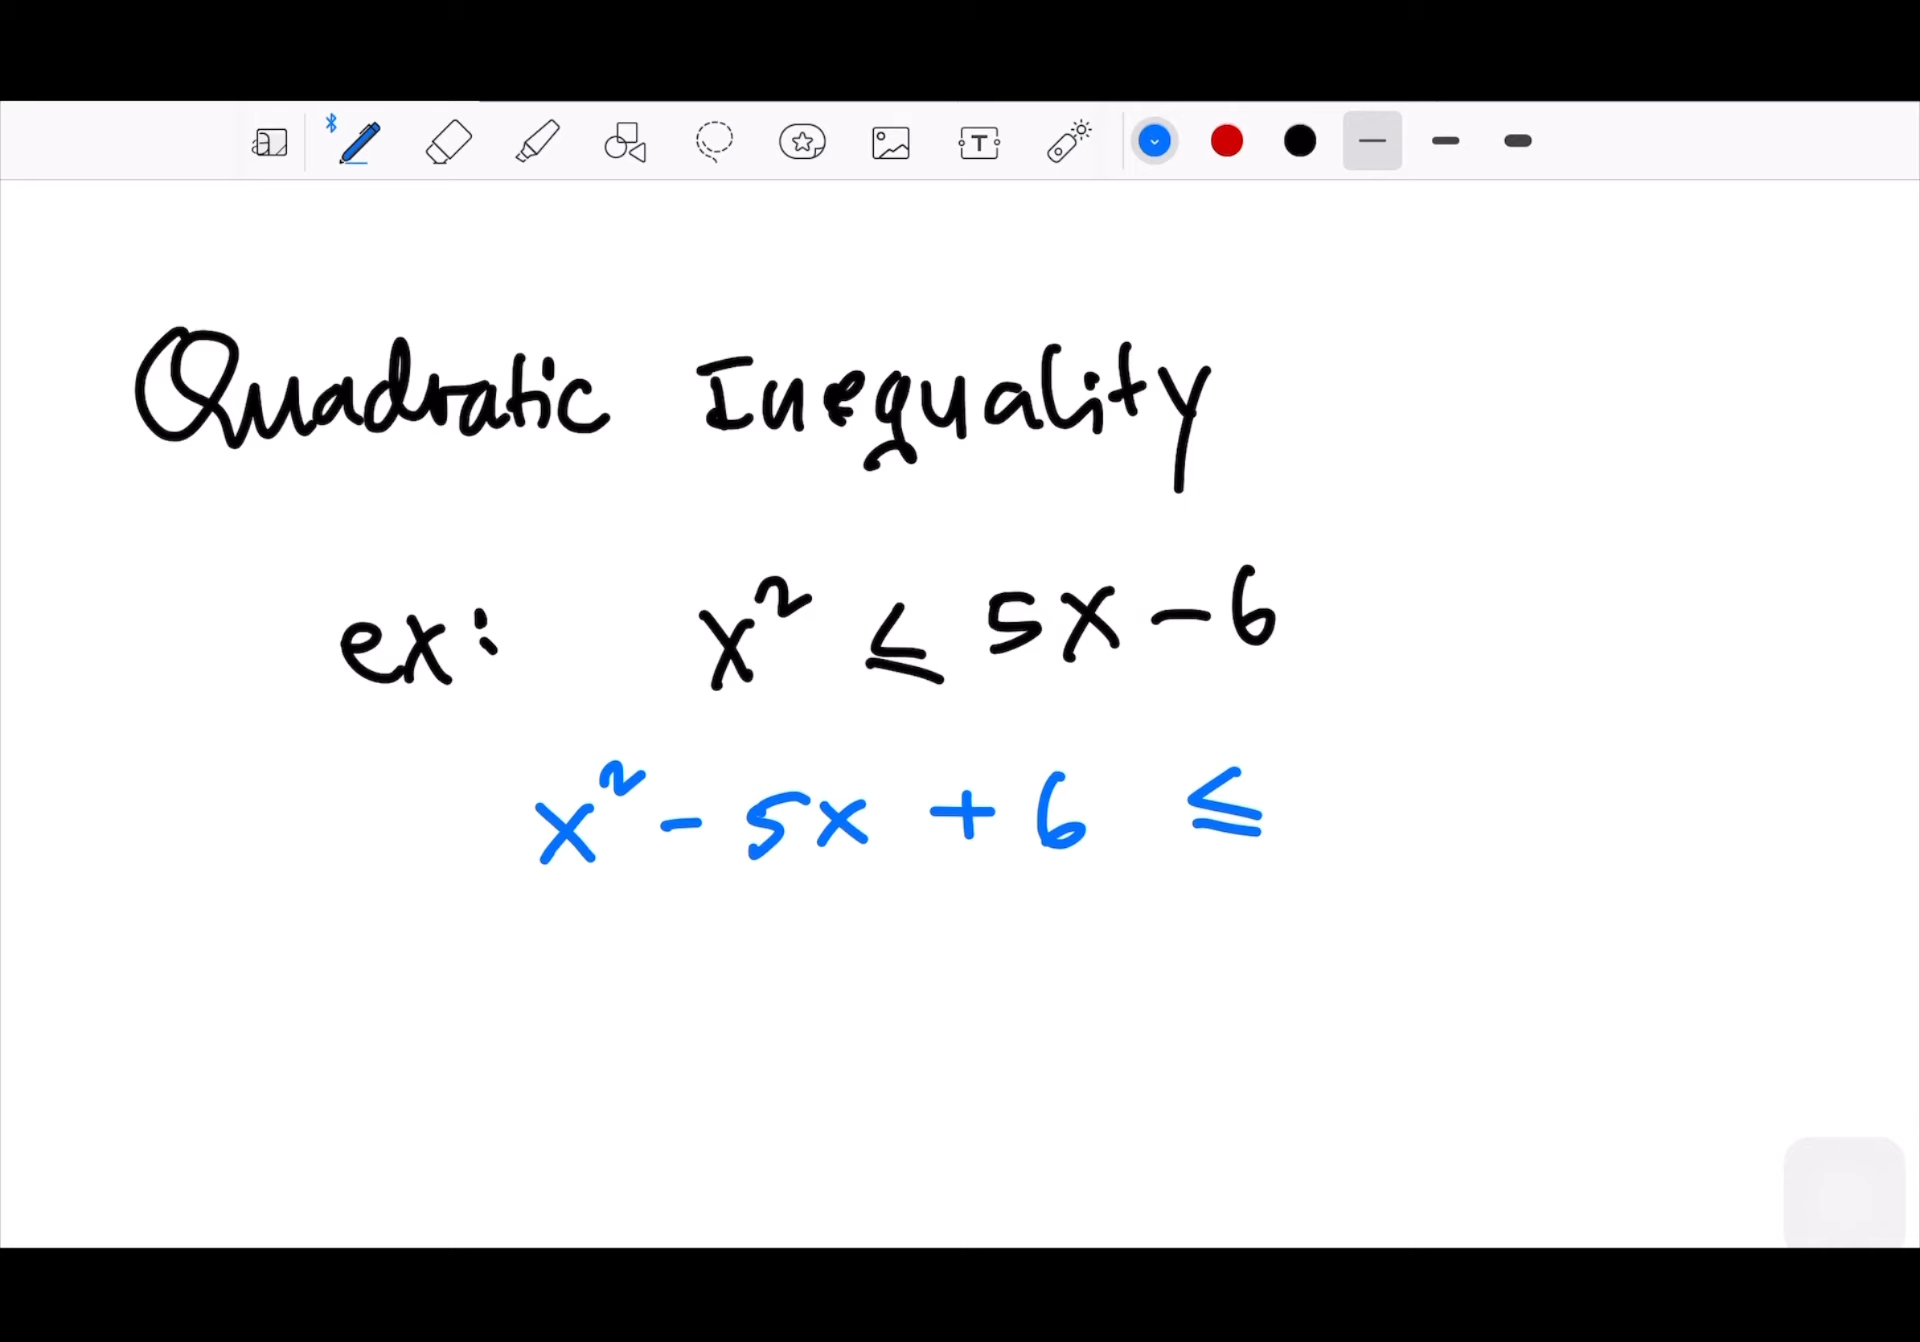 Quadratic Inequality
ex: x² ≤ 5x - 6
x² - 5x + 6 ≤